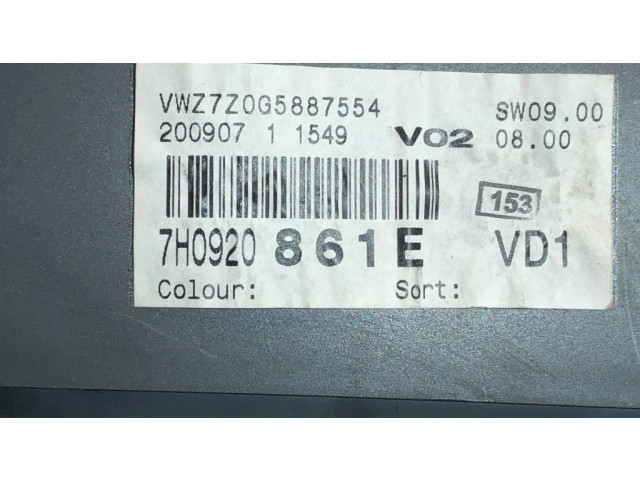 VWZ7Z0G5887554 SW09.00
200907 1 1549 V02 08.00
153
7H0920 861E VD1
Colour: Sort: